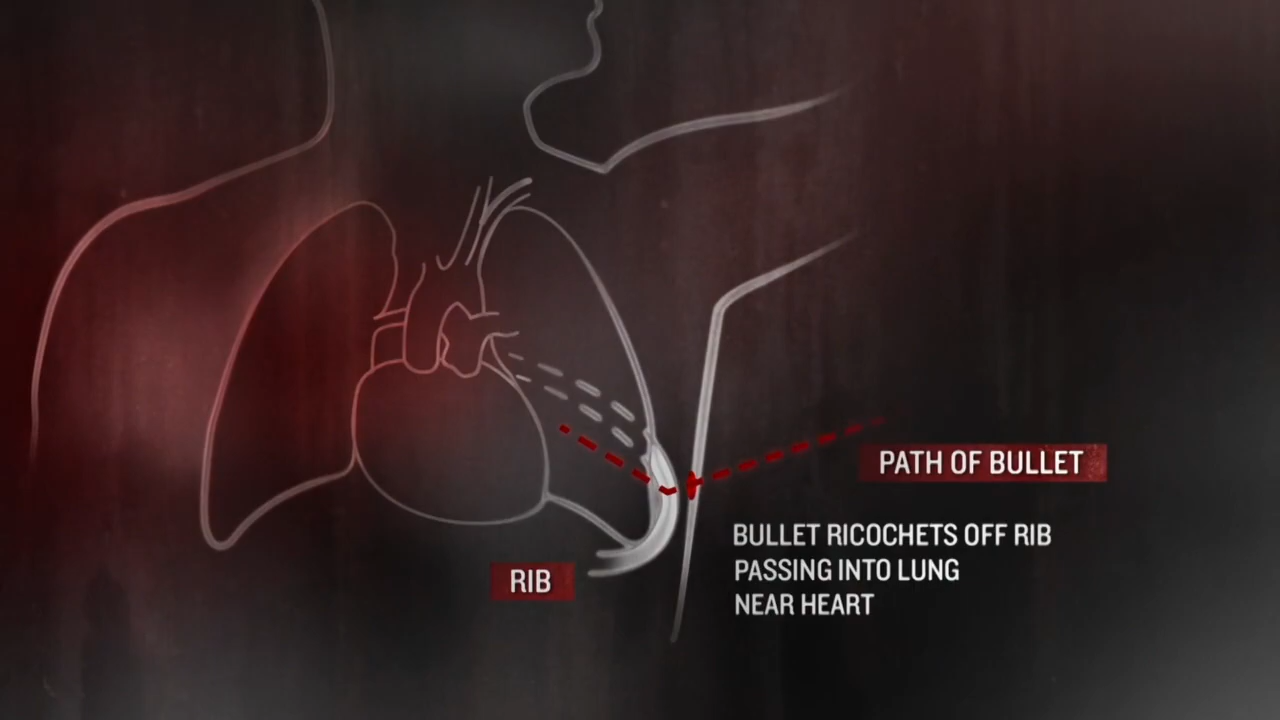 PATH OF BULLET
BULLET RICOCHETS OFF RIB
PASSING INTO LUNG
NEAR HEART
RIB